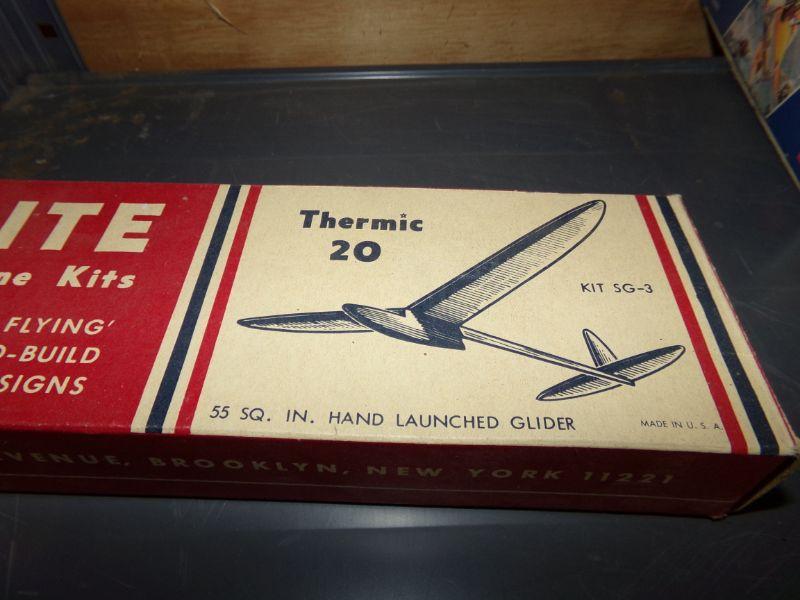 ITE
ne Kits
FLYING'
O-BUILD
SIGNS
Thermic
20
KIT SG-3
55 SQ. IN. HAND LAUNCHED GLIDER
MADE IN U. S. A.
VENUE, BROOKLYN, NEW YORK 11221